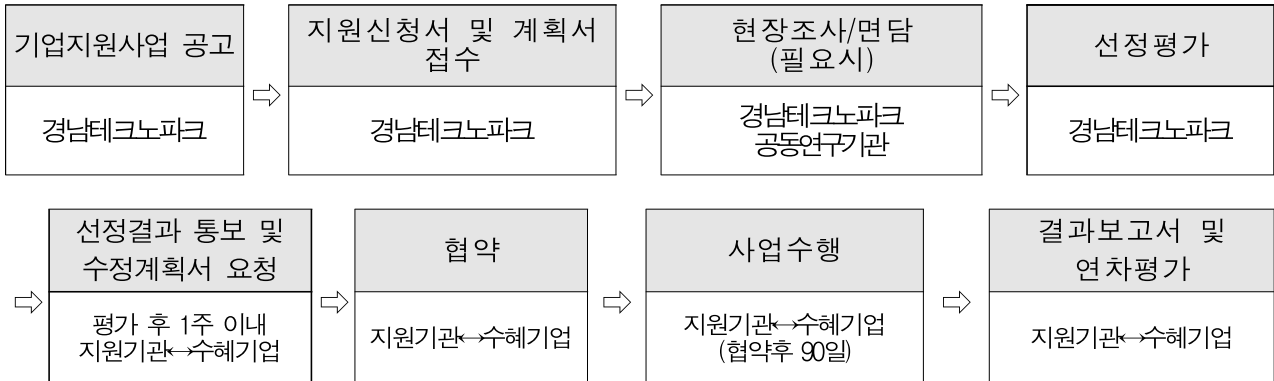 기업지원사업 공고
경남테크노파크
지원신청서 및 계획서
접수
경남테크노파크
현장조사/면담
(필요시)
경남테크노파크
공동연구기관
선정평가
경남테크노파크
선정결과 통보 및
수정계획서 요청
평가 후 1주 이내
지원기관↔수혜기업
협약
지원기관↔수혜기업
사업수행
지원기관↔수혜기업
(협약후 90일)
결과보고서 및
연차평가
지원기관↔수혜기업